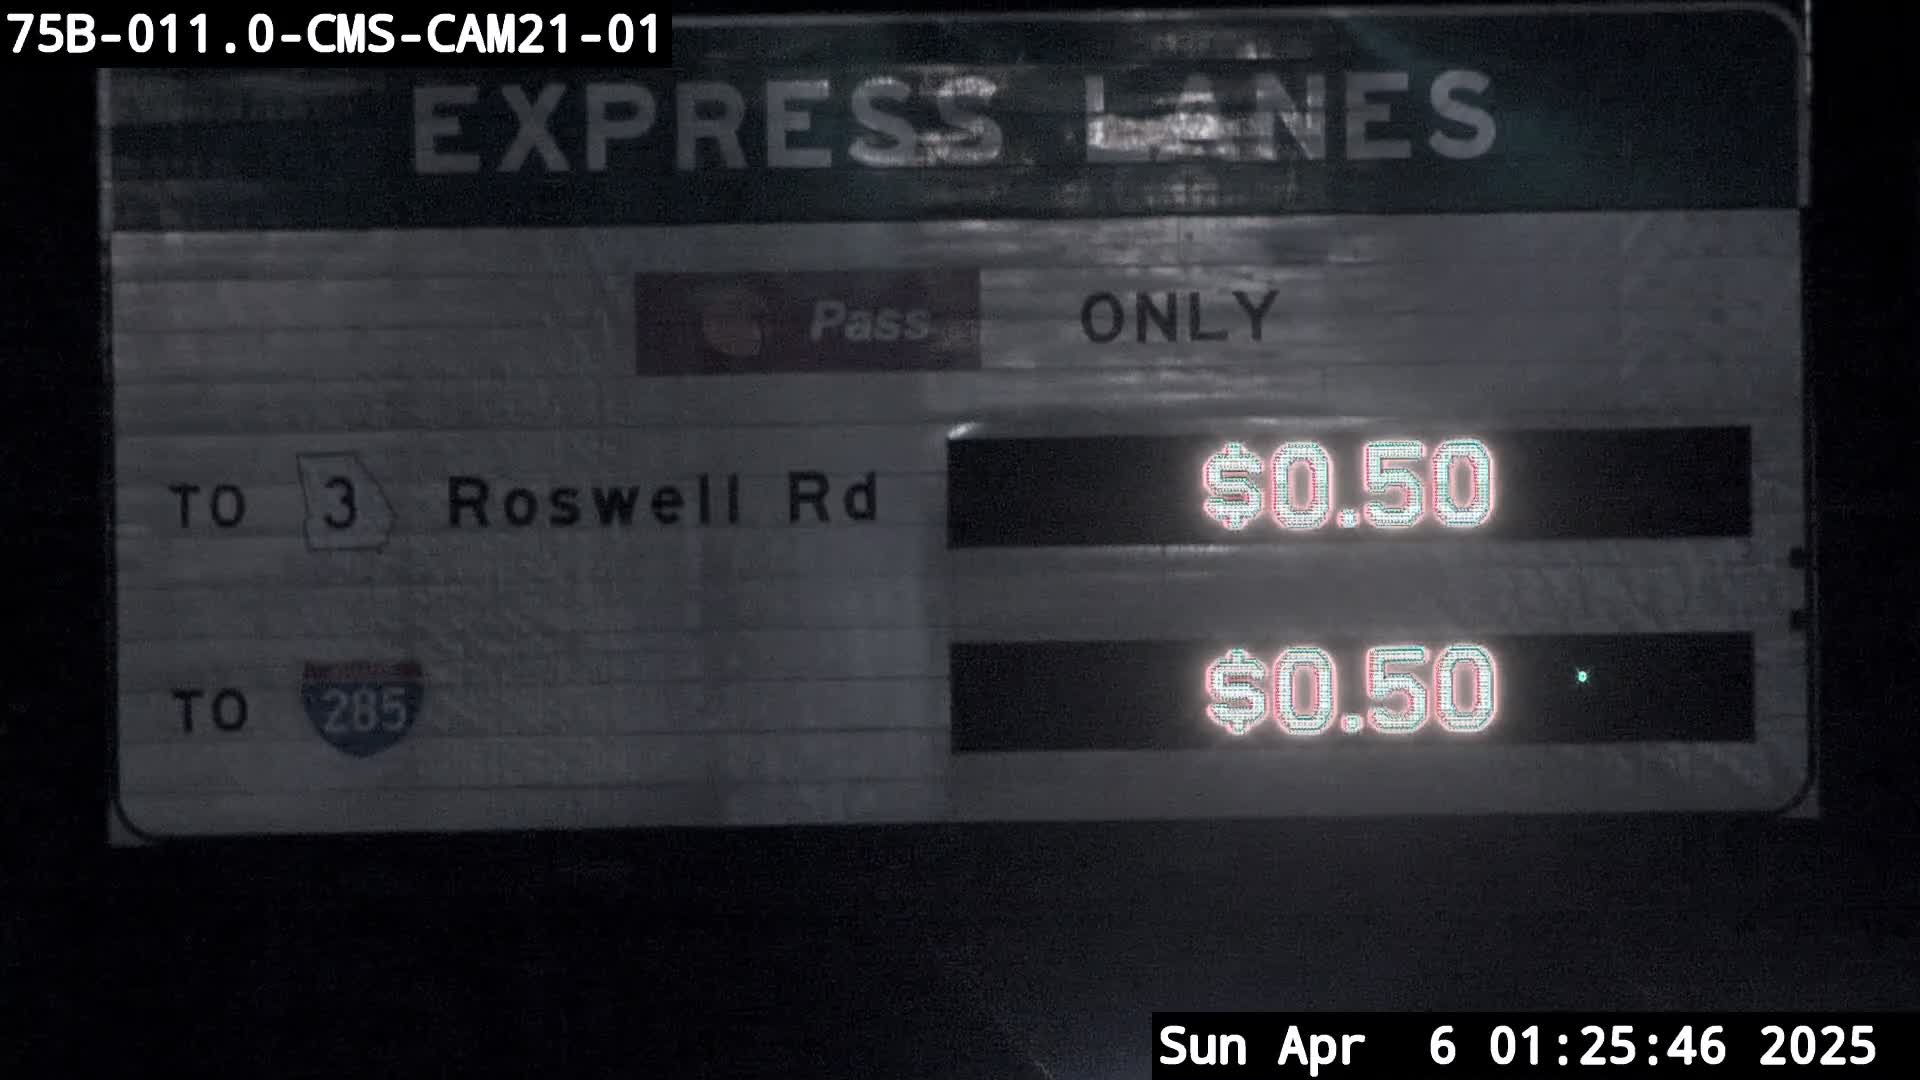 75B-011.0-CMS-CAM21-01
EXPRESS LANES
Pass ONLY
TO 3 Roswell Rd $0.50
TO 285 $0.50
Sun Apr 6 01:25:46 2025